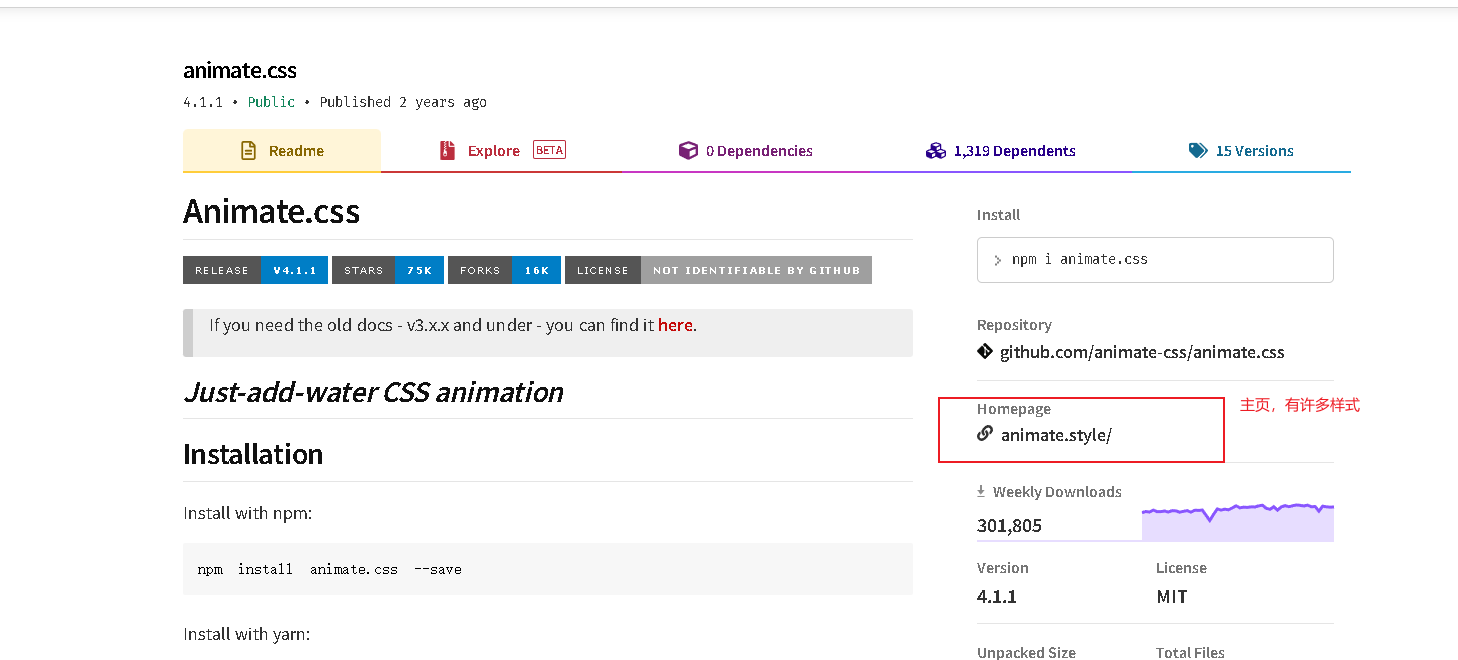 animate.css
4.1.1 • Public • Published 2 years ago
Readme
Explore BETA
0 Dependencies
1,319 Dependents
15 Versions
Animate.css
RELEASE V4.1.1 STARS 75K FORKS 16K LICENSE NOT IDENTIFIABLE BY GITHUB
If you need the old docs - v3.x.x and under - you can find it here.
Just-add-water CSS animation
Installation
Install with npm:
npm install animate.css --save
Install with yarn:
Install
> npm i animate.css
Repository
github.com/animate-css/animate.css
Homepage
animate.style/
主页，有许多样式
Weekly Downloads
301,805
Version
License
4.1.1
MIT
Unpacked Size
Total Files